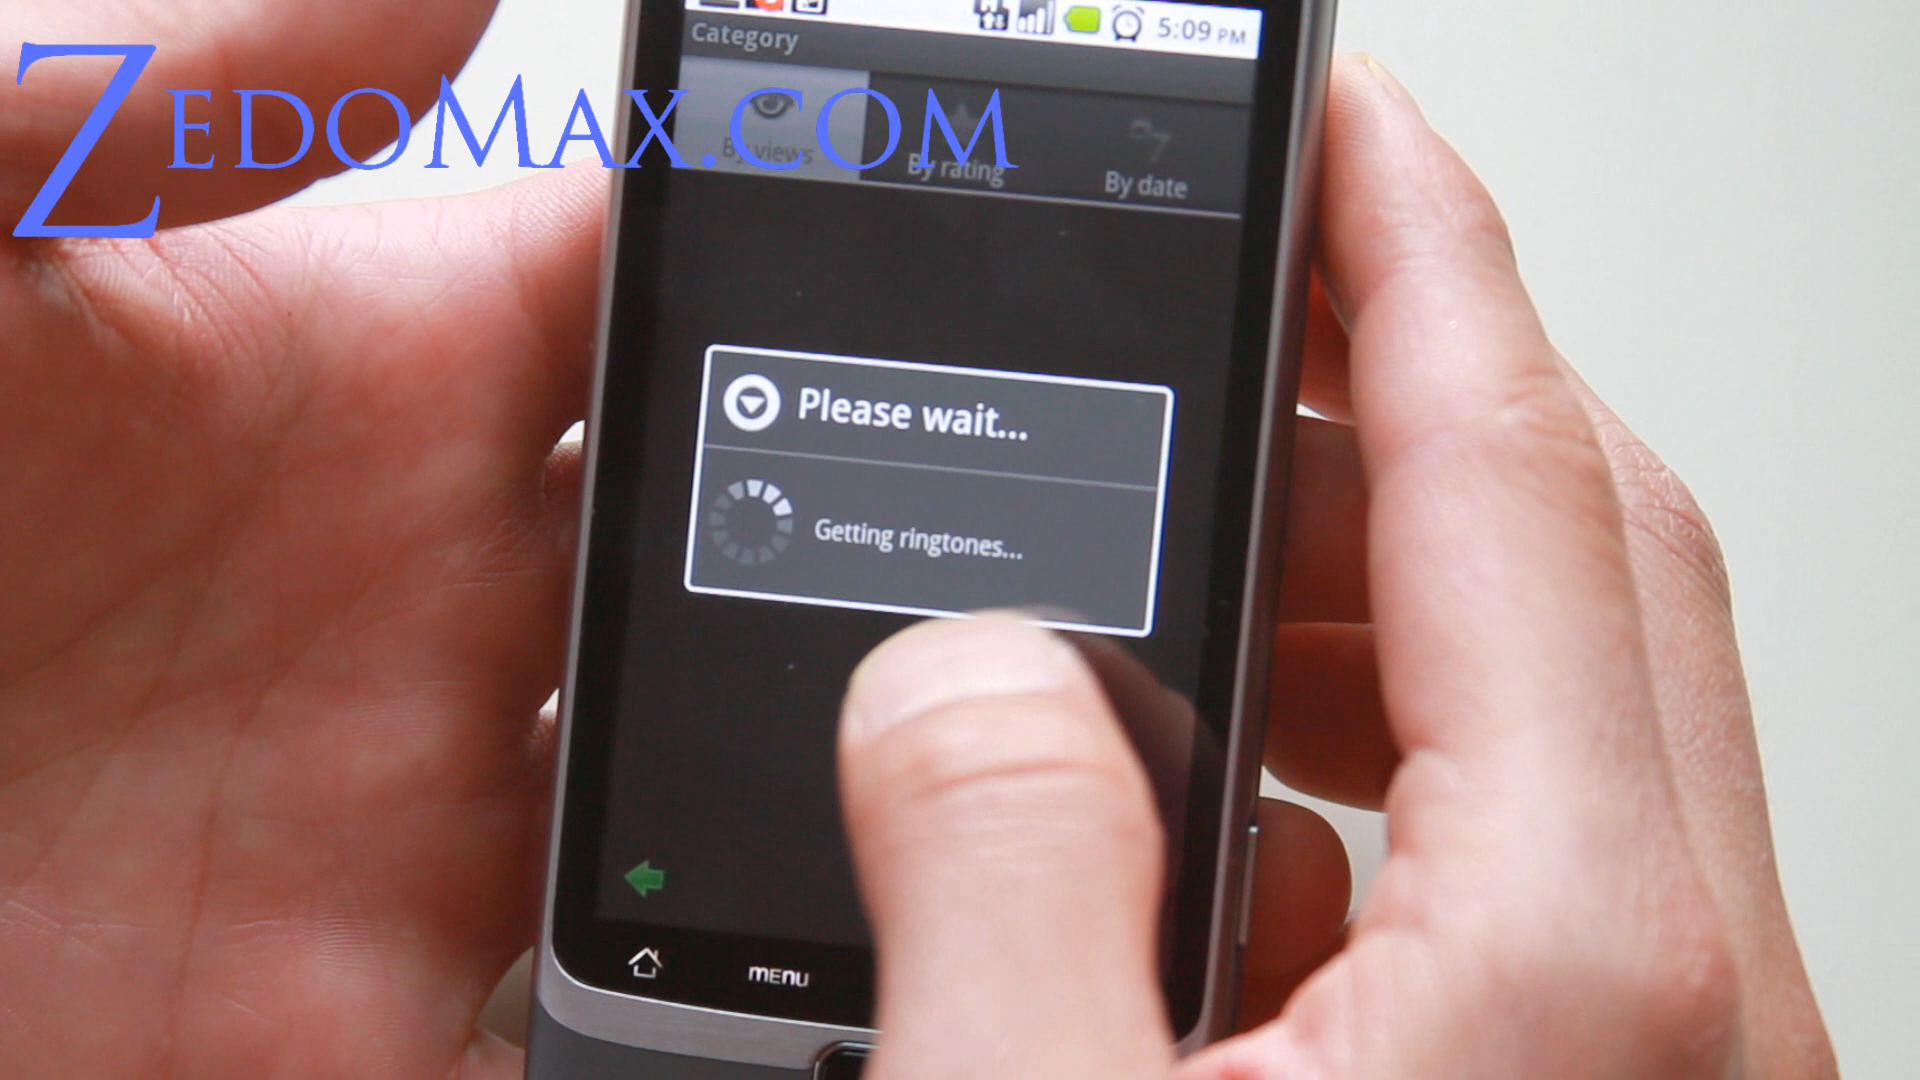 5:09 PM
Category
ZEDOMAX.COM
By views
By rating
By date
Please wait...
Getting ringtones...
MENU